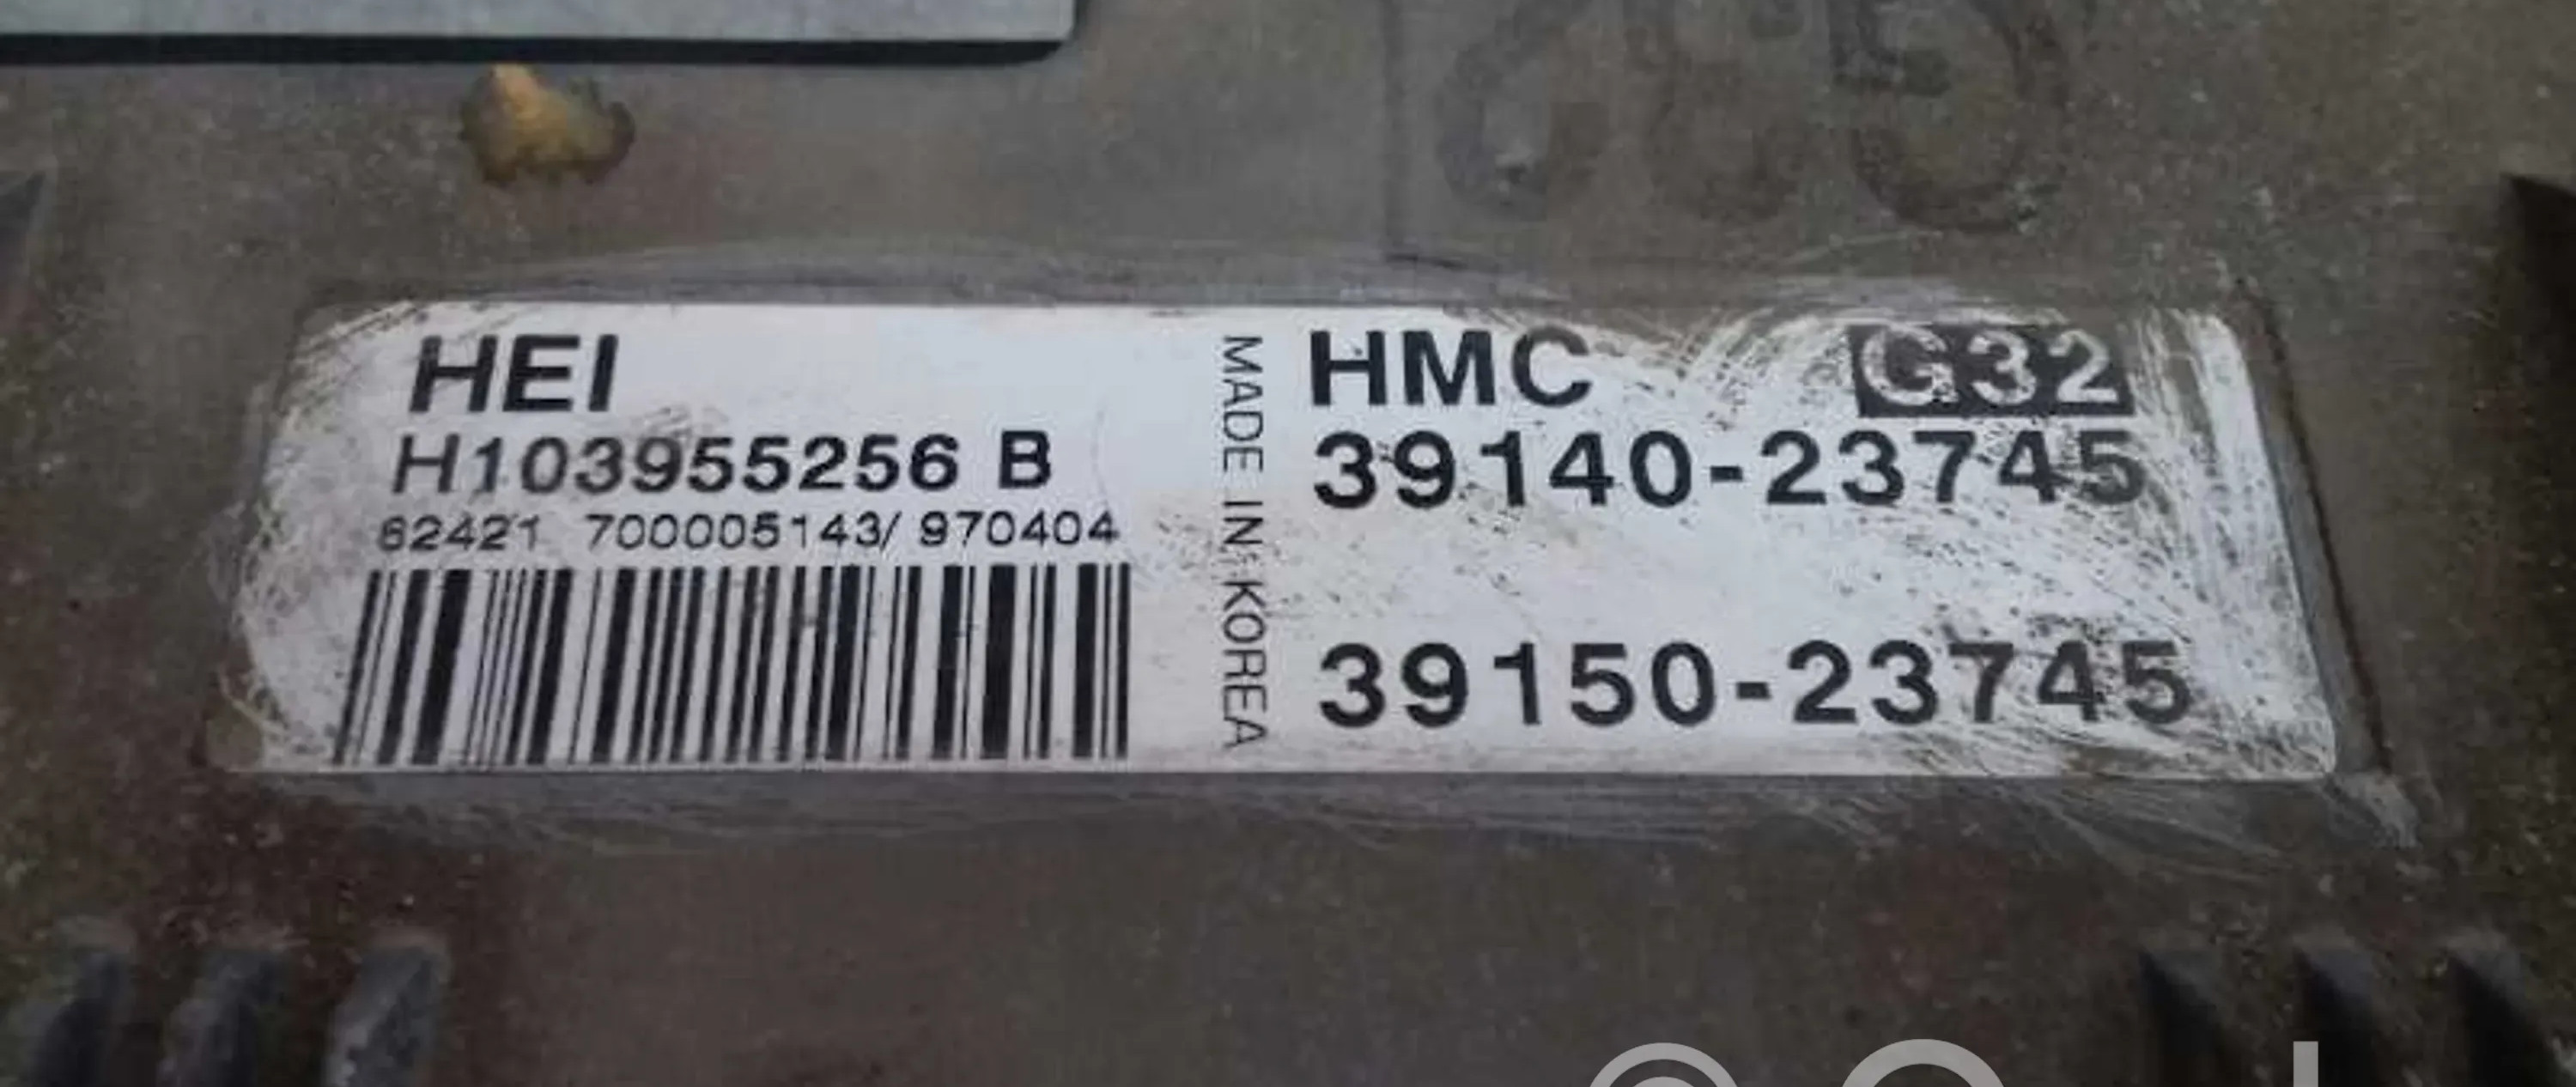 HEI
H103955256 B
62421 700005143/ 970404
MADE IN KOREA
HMC G32
39140-23745
39150-23745